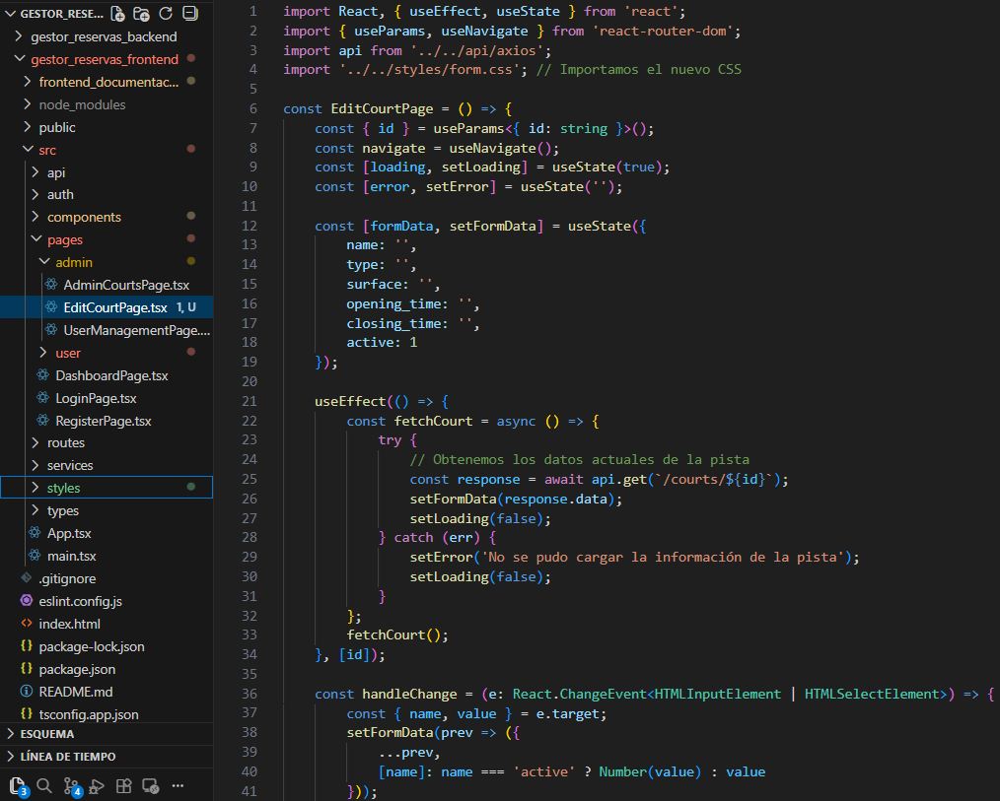 GESTOR_RESE...
gestor_reservas_backend
gestor_reservas_frontend
frontend_documentac...
node_modules
public
src
api
auth
components
pages
admin
AdminCourtsPage.tsx
EditCourtPage.tsx 1, U
UserManagementPage....
user
DashboardPage.tsx
LoginPage.tsx
RegisterPage.tsx
routes
services
styles
types
App.tsx
main.tsx
.gitignore
eslint.config.js
index.html
package-lock.json
package.json
README.md
tsconfig.app.json
ESQUEMA
LÍNEA DE TIEMPO
3
4
1 import React, { useEffect, useState } from 'react';
2 import { useParams, useNavigate } from 'react-router-dom';
3 import api from '../../api/axios';
4 import '../../styles/form.css'; // Importamos el nuevo CSS
5
6 const EditCourtPage = () => {
7     const { id } = useParams<{ id: string }>();
8     const navigate = useNavigate();
9     const [loading, setLoading] = useState(true);
10     const [error, setError] = useState('');
11
12     const [formData, setFormData] = useState({
13         name: '',
14         type: '',
15         surface: '',
16         opening_time: '',
17         closing_time: '',
18         active: 1
19     });
20
21     useEffect(() => {
22         const fetchCourt = async () => {
23             try {
24                 // Obtenemos los datos actuales de la pista
25                 const response = await api.get(`/courts/${id}`);
26                 setFormData(response.data);
27                 setLoading(false);
28             } catch (err) {
29                 setError('No se pudo cargar la información de la pista');
30                 setLoading(false);
31             }
32         };
33         fetchCourt();
34     }, [id]);
35
36     const handleChange = (e: React.ChangeEvent<HTMLInputElement | HTMLSelectElement>) => {
37         const { name, value } = e.target;
38         setFormData(prev => ({
39             ...prev,
40             [name]: name === 'active' ? Number(value) : value
41         }));